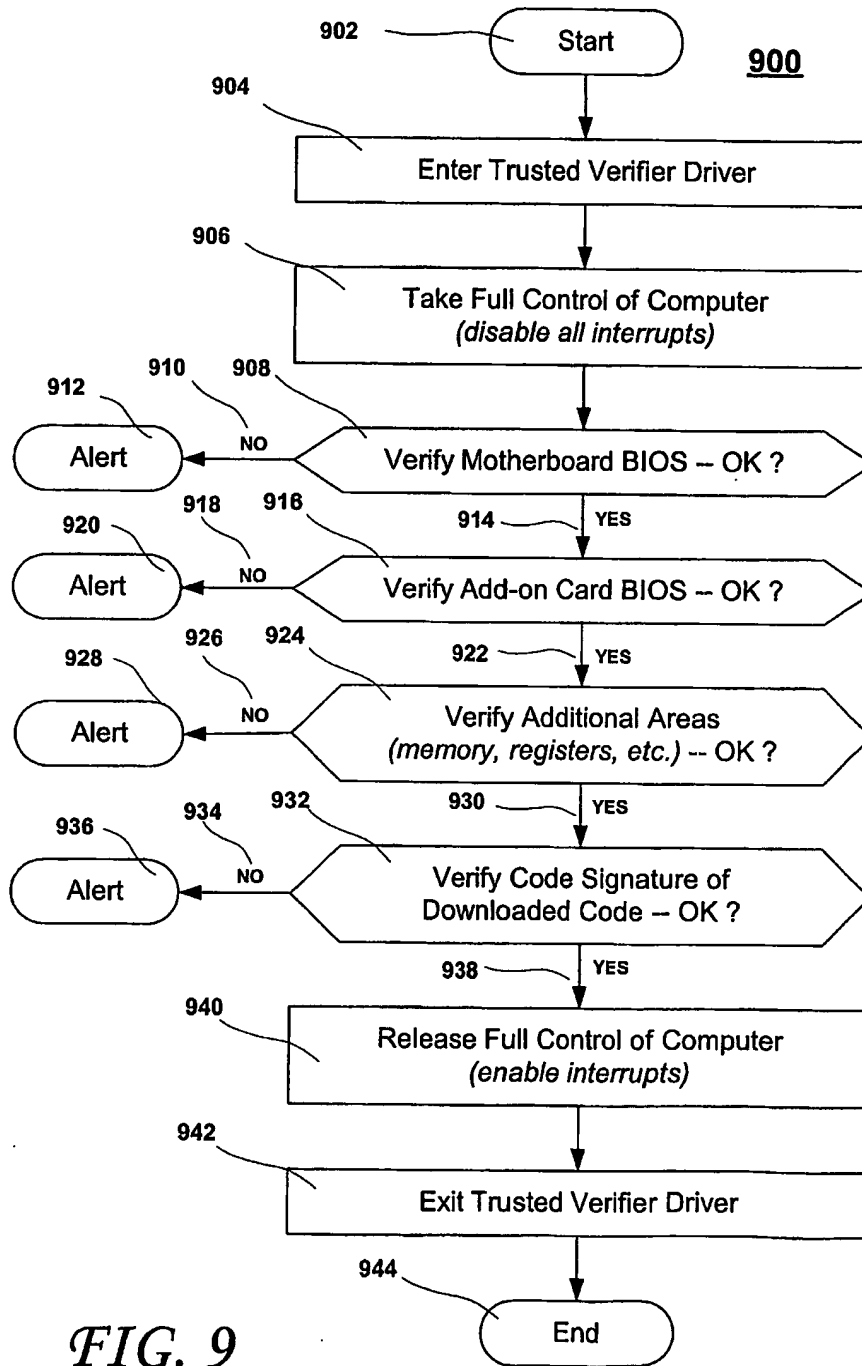 902
Start
900
904
Enter Trusted Verifier Driver
906
Take Full Control of Computer
(disable all interrupts)
910
908
912
Alert
NO
Verify Motherboard BIOS -- OK ?
914
YES
918
916
920
Alert
NO
Verify Add-on Card BIOS -- OK ?
922
YES
926
924
928
Alert
NO
Verify Additional Areas
(memory, registers, etc.) -- OK ?
930
YES
934
932
936
Alert
NO
Verify Code Signature of
Downloaded Code -- OK ?
938
YES
940
Release Full Control of Computer
(enable interrupts)
942
Exit Trusted Verifier Driver
944
End
FIG. 9